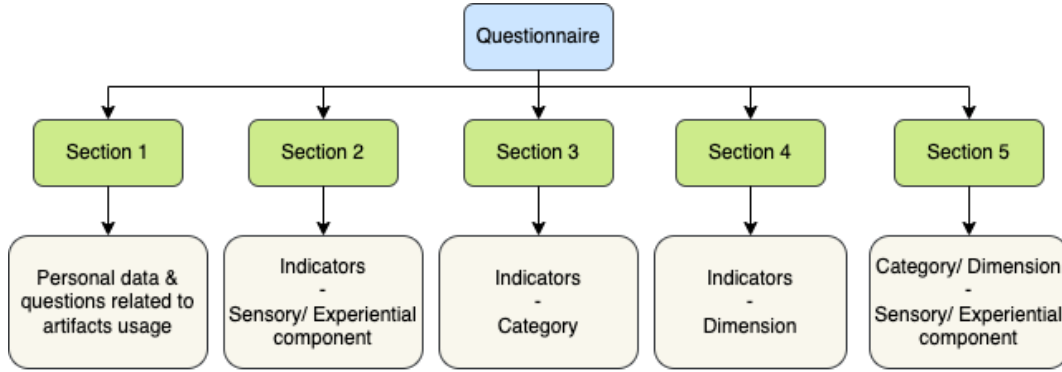 Questionnaire
Section 1
Section 2
Section 3
Section 4
Section 5
Personal data &
questions related to
artifacts usage
Indicators
-
Sensory/ Experiential
component
Indicators
-
Category
Indicators
-
Dimension
Category/ Dimension
-
Sensory/ Experiential
component